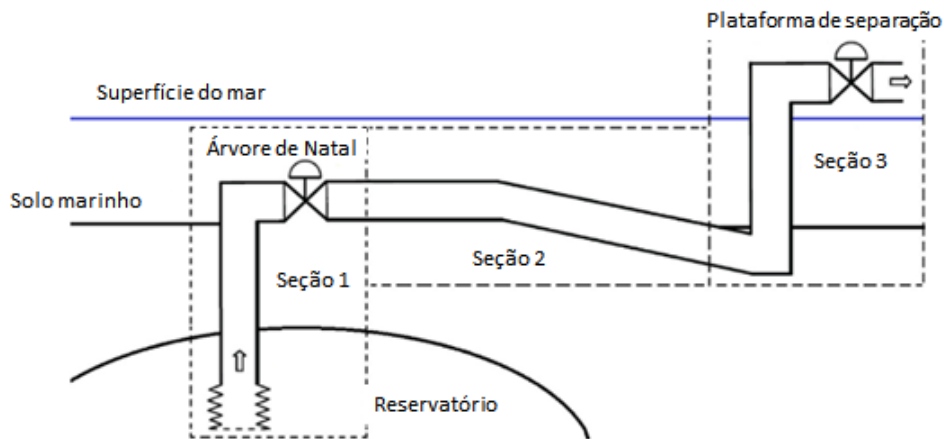 Plataforma de separação
Superfície do mar
Árvore de Natal
Seção 3
Solo marinho
Seção 2
Seção 1
Reservatório